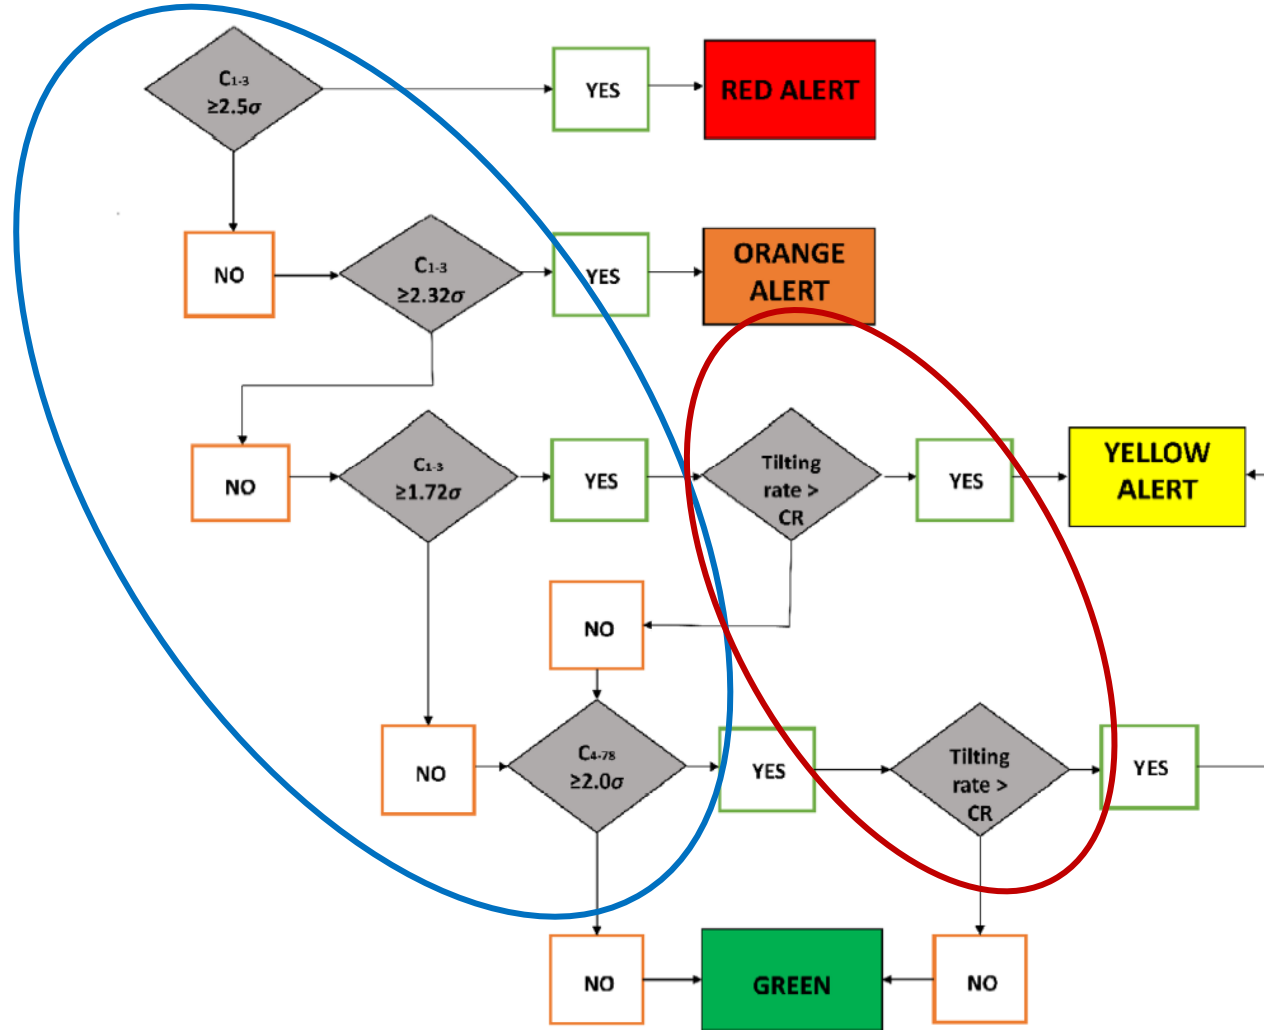 C₁₋₃
≥2.5σ
YES
RED ALERT
NO
C₁₋₃
≥2.32σ
YES
ORANGE
ALERT
NO
C₁₋₃
≥1.72σ
YES
Tilting
rate >
CR
YES
YELLOW
ALERT
NO
NO
C₄₋₇₈
≥2.0σ
YES
Tilting
rate >
CR
YES
NO
GREEN
NO